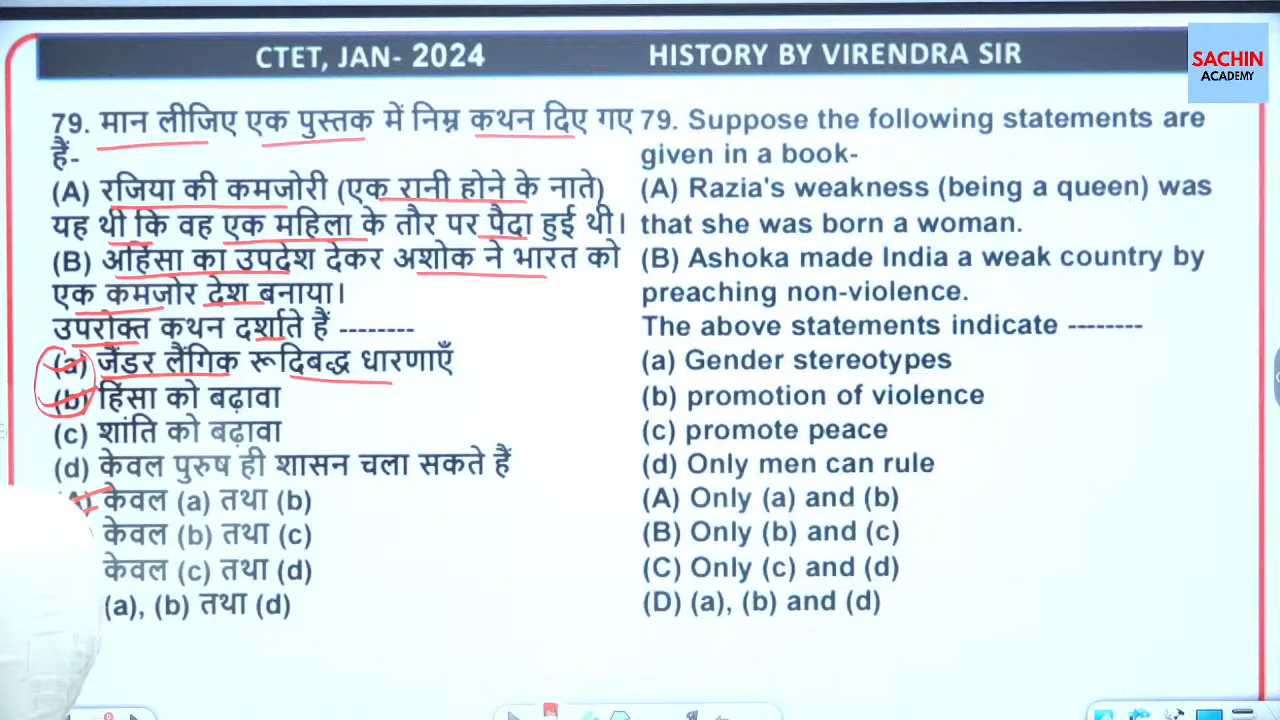 CTET, JAN- 2024
HISTORY BY VIRENDRA SIR
SACHIN
ACADEMY
79. मान लीजिए एक पुस्तक में निम्न कथन दिए गए
हैं-
(A) रजिया की कमजोरी (एक रानी होने के नाते)
यह थी कि वह एक महिला के तौर पर पैदा हुई थी।
(B) अहिंसा का उपदेश देकर अशोक ने भारत को
एक कमजोर देश बनाया।
उपरोक्त कथन दर्शाते हैं --------
(a) जैंडर लैंगिक रूदिबद्ध धारणाएँ
(b) हिंसा को बढ़ावा
(c) शांति को बढ़ावा
(d) केवल पुरुष ही शासन चला सकते हैं
(A) केवल (a) तथा (b)
केवल (b) तथा (c)
केवल (c) तथा (d)
(a), (b) तथा (d)
79. Suppose the following statements are
given in a book-
(A) Razia's weakness (being a queen) was
that she was born a woman.
(B) Ashoka made India a weak country by
preaching non-violence.
The above statements indicate --------
(a) Gender stereotypes
(b) promotion of violence
(c) promote peace
(d) Only men can rule
(A) Only (a) and (b)
(B) Only (b) and (c)
(C) Only (c) and (d)
(D) (a), (b) and (d)